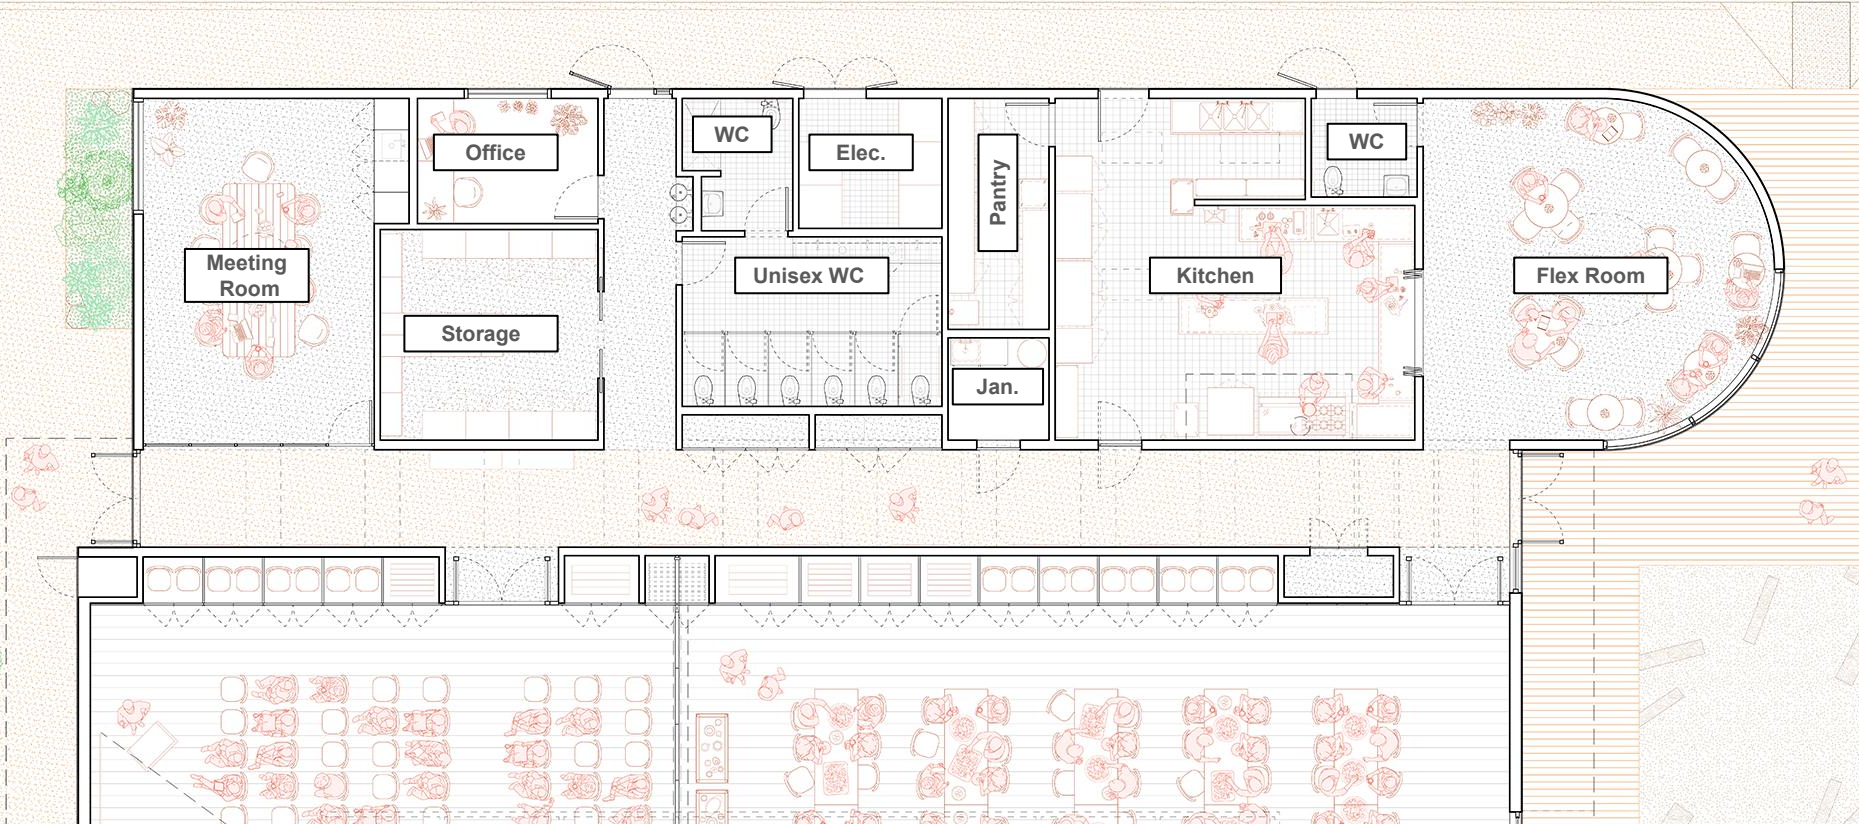 WC
Elec.
WC
Office
Pantry
Meeting
Room
Unisex WC
Kitchen
Flex Room
Storage
Jan.